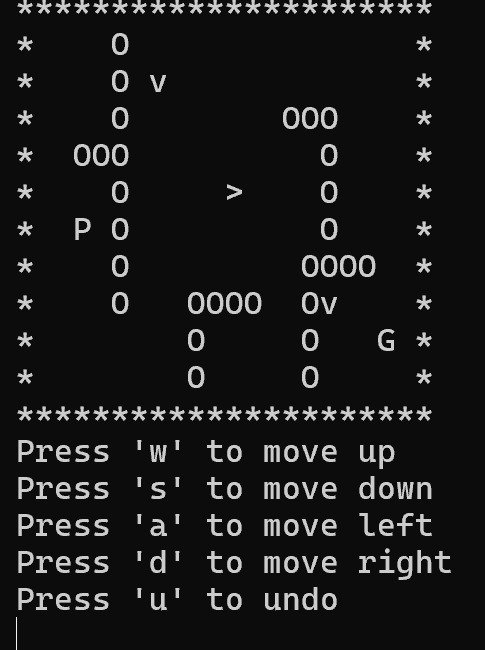 **********************
*    O               *
*    O v             *
*    O        OOO    *
*  OOO          O    *
*    O     >    O    *
*  P O          O    *
*    O         OOOO  *
*    O   OOOO  Ov    *
*        O     O   G *
*        O     O     *
**********************
Press 'w' to move up
Press 's' to move down
Press 'a' to move left
Press 'd' to move right
Press 'u' to undo